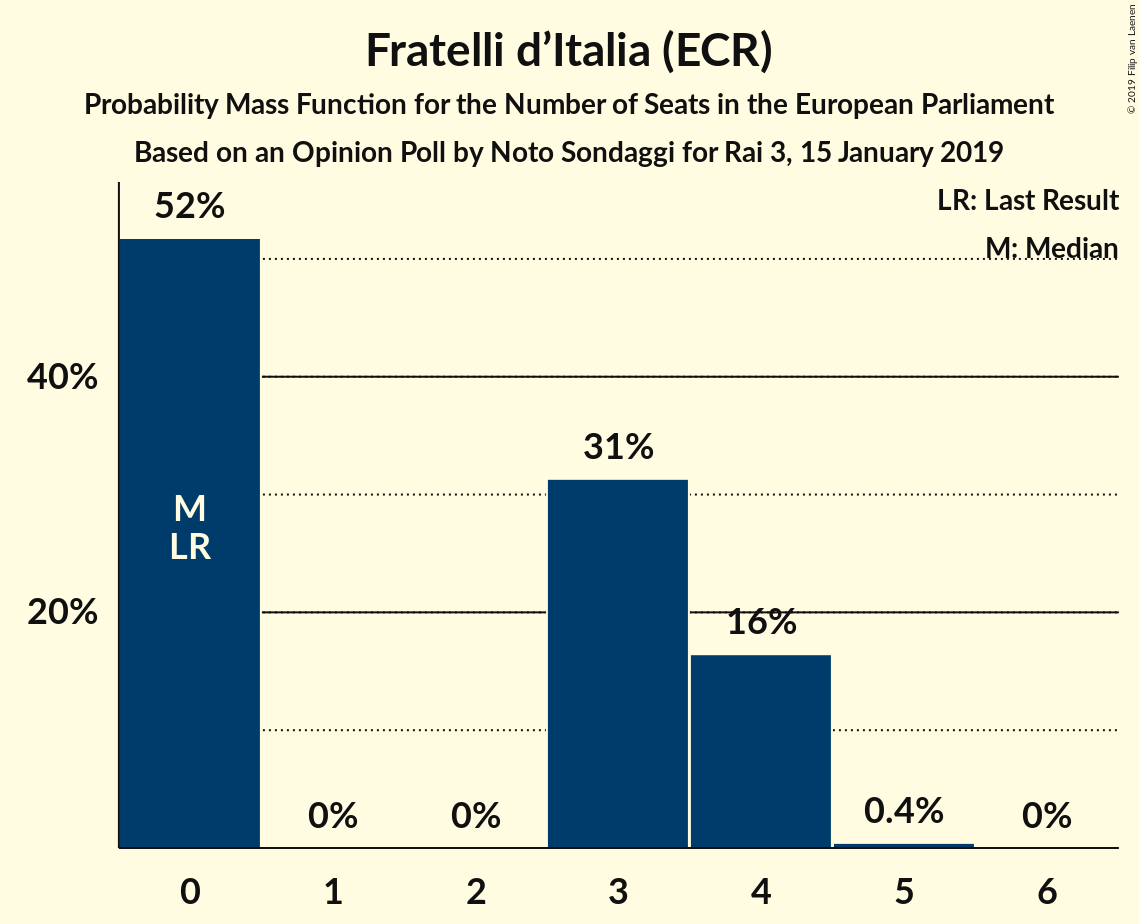 Fratelli d’Italia (ECR)
Probability Mass Function for the Number of Seats in the European Parliament
Based on an Opinion Poll by Noto Sondaggi for Rai 3, 15 January 2019
© 2019 Filip van Laenen
LR: Last Result
M: Median
52%
40%
31%
M
LR
20%
16%
0%
0%
0.4%
0%
0
1
2
3
4
5
6